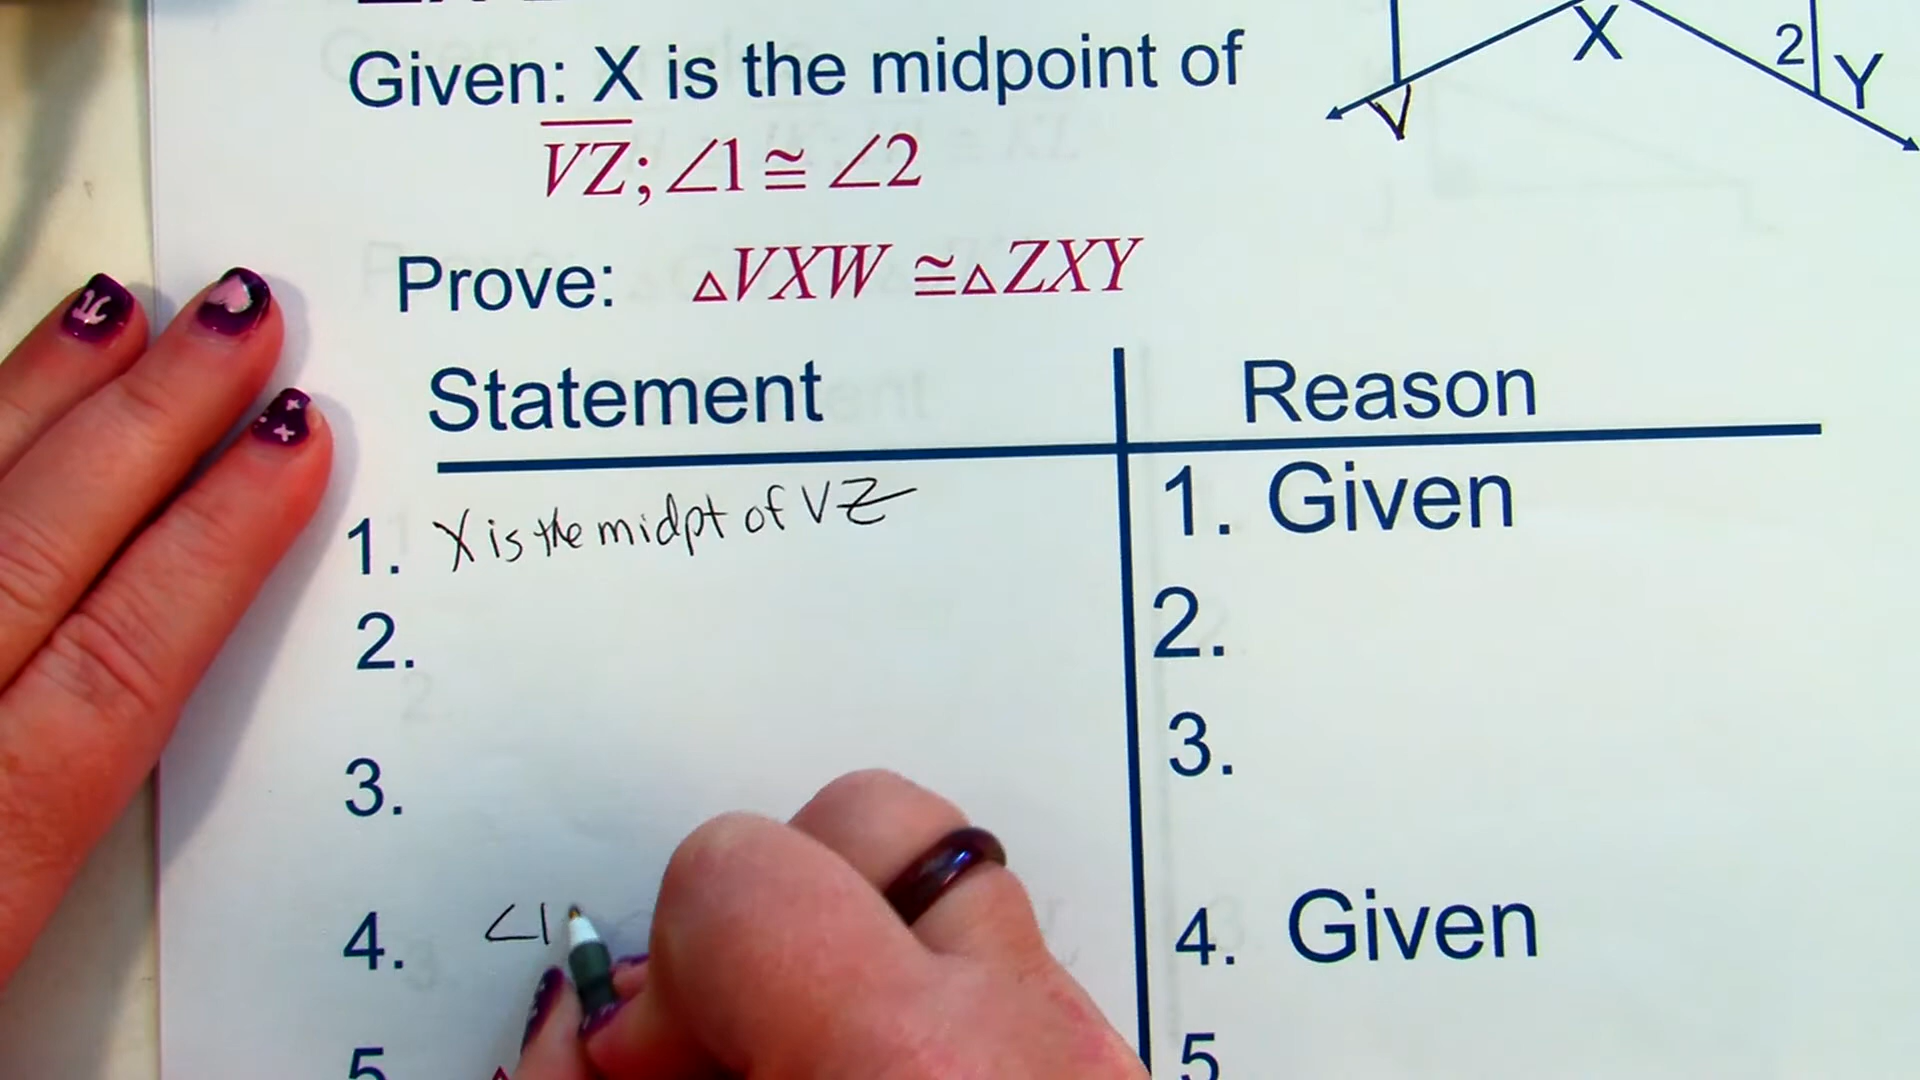 Given: X is the midpoint of
VZ; ∠1 ≅ ∠2
Prove: △VXW ≅ △ZXY
X
V
2
Y
Statement
Reason
1. X is the midpt of VZ
1. Given
2.
2.
3.
3.
4. ∠1
4. Given
5
5